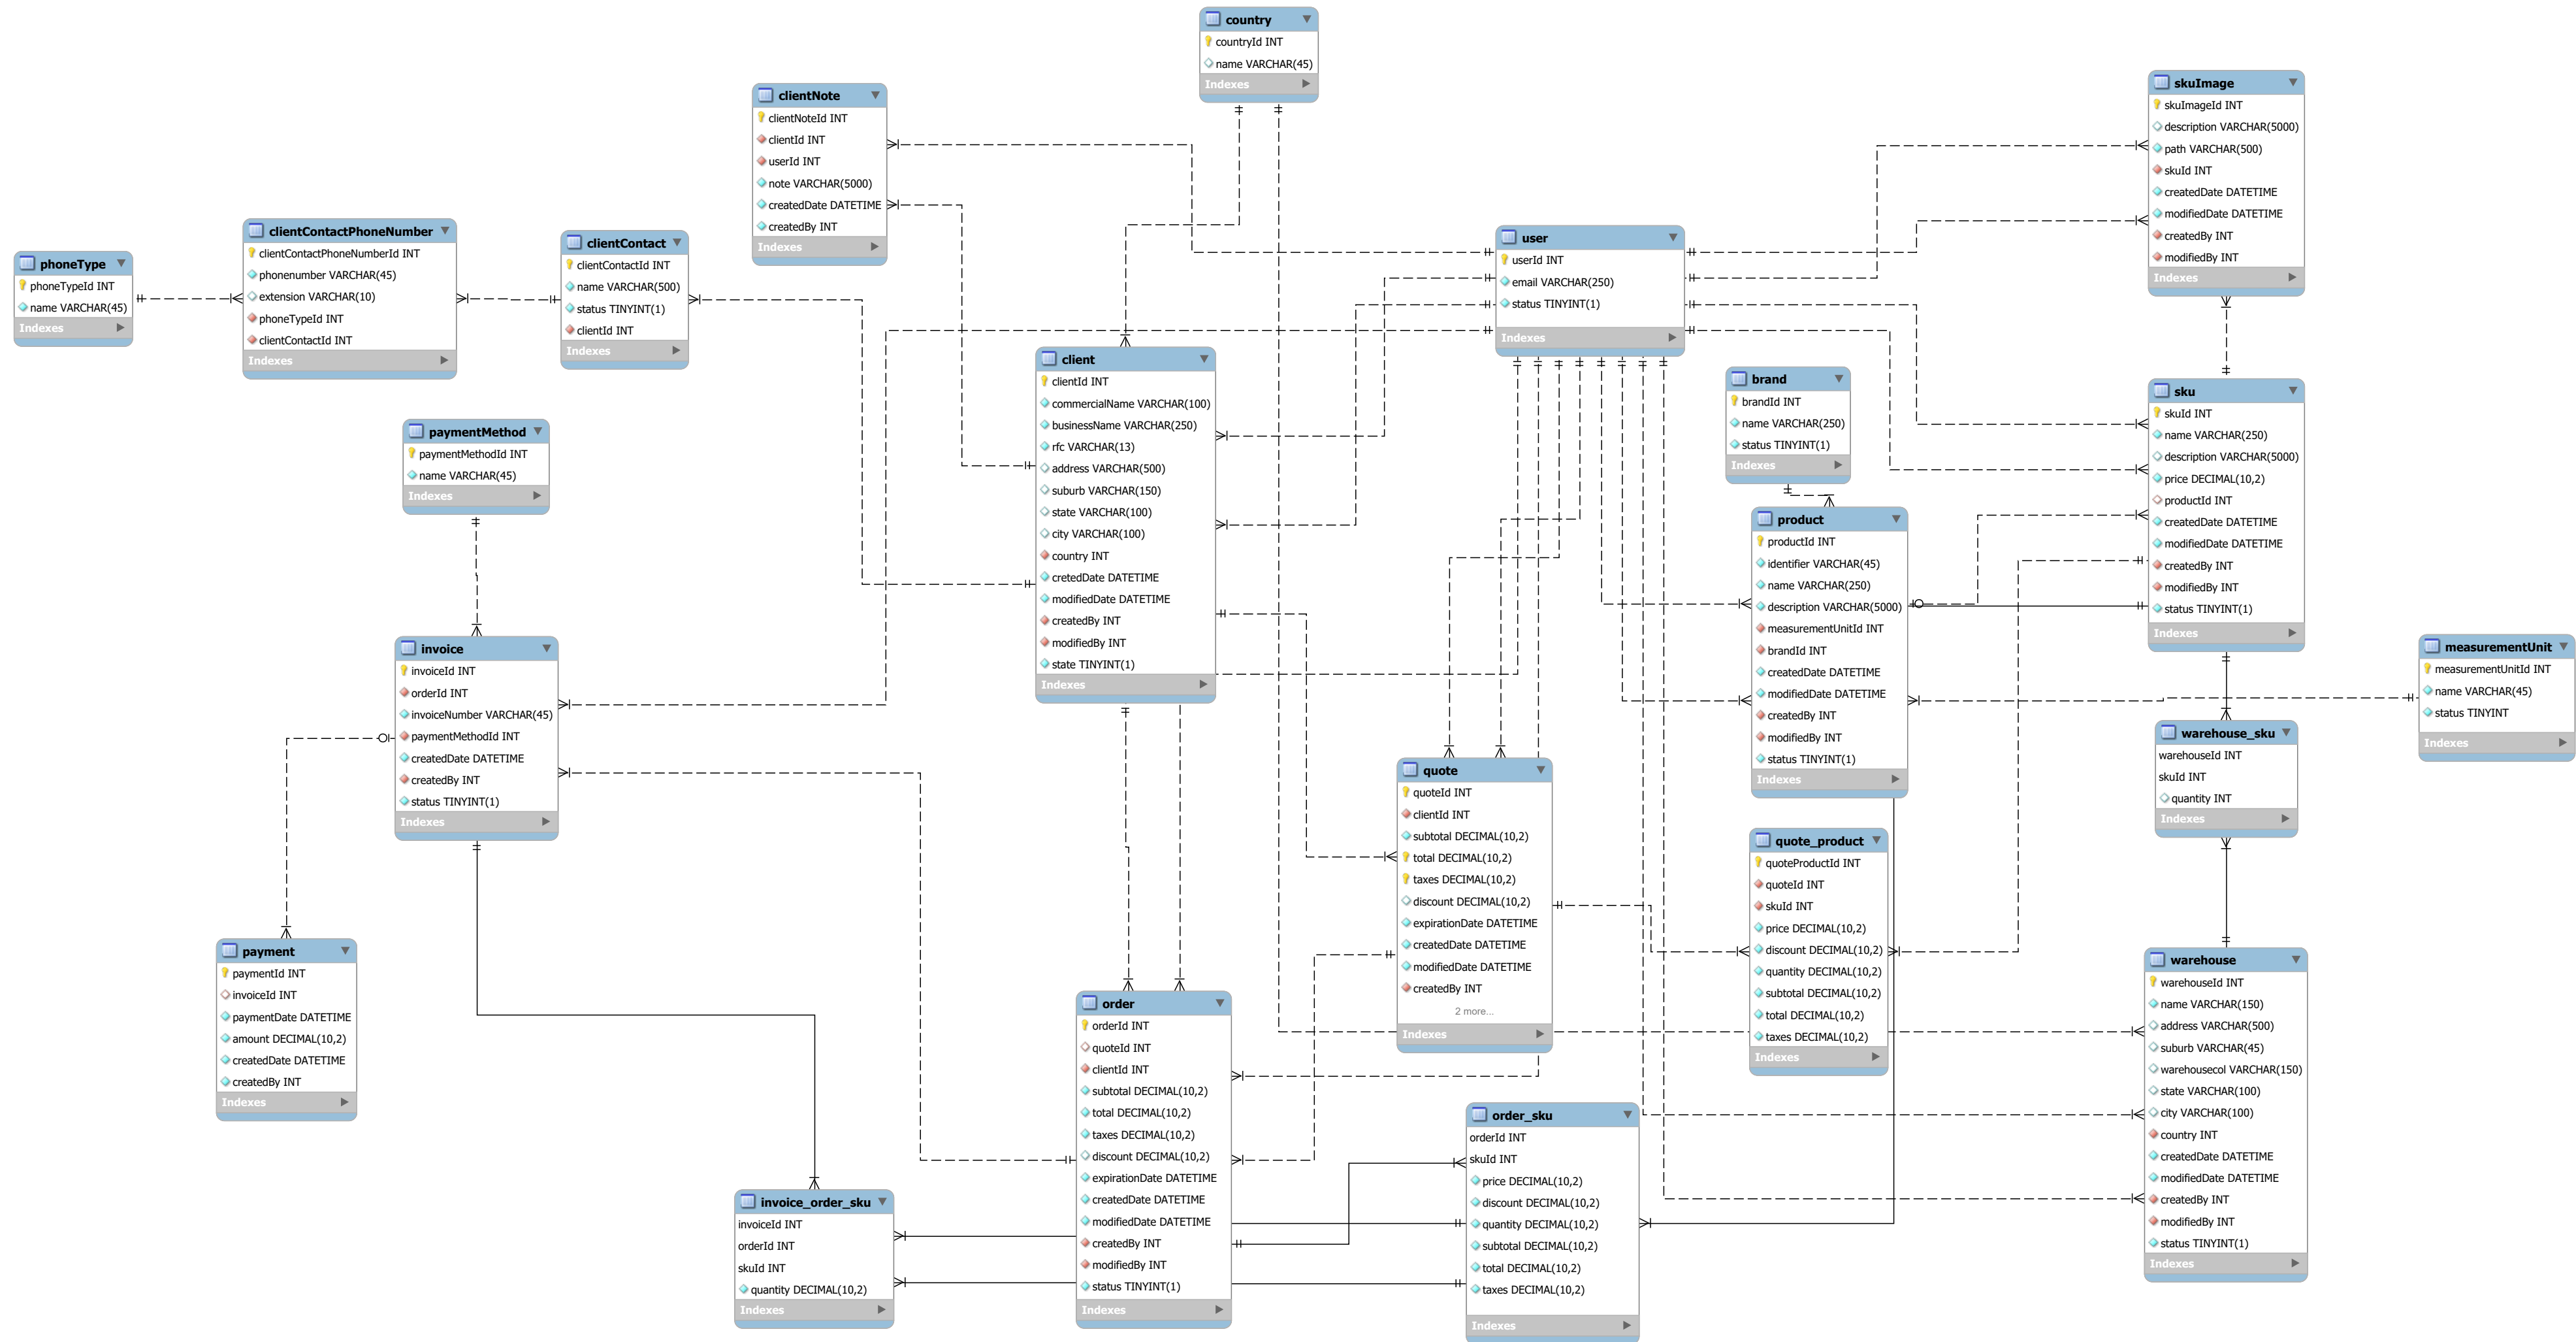 country
countryId INT
name VARCHAR(45)
Indexes
clientNote
clientNoteId INT
clientId INT
userId INT
note VARCHAR(5000)
createdDate DATETIME
createdBy INT
Indexes
skuImage
skuImageId INT
description VARCHAR(5000)
path VARCHAR(500)
skuId INT
createdDate DATETIME
modifiedDate DATETIME
createdBy INT
modifiedBy INT
Indexes
phoneType
phoneTypeId INT
name VARCHAR(45)
Indexes
clientContactPhoneNumber
clientContactPhoneNumberId INT
phonenumber VARCHAR(45)
extension VARCHAR(10)
phoneTypeId INT
clientContactId INT
Indexes
clientContact
clientContactId INT
name VARCHAR(500)
status TINYINT(1)
clientId INT
Indexes
user
userId INT
email VARCHAR(250)
status TINYINT(1)
Indexes
client
clientId INT
commercialName VARCHAR(100)
businessName VARCHAR(250)
rfc VARCHAR(13)
address VARCHAR(500)
suburb VARCHAR(150)
state VARCHAR(100)
city VARCHAR(100)
country INT
cretedDate DATETIME
modifiedDate DATETIME
createdBy INT
modifiedBy INT
state TINYINT(1)
Indexes
brand
brandId INT
name VARCHAR(250)
status TINYINT(1)
Indexes
sku
skuId INT
name VARCHAR(250)
description VARCHAR(5000)
price DECIMAL(10,2)
productId INT
createdDate DATETIME
modifiedDate DATETIME
createdBy INT
modifiedBy INT
status TINYINT(1)
Indexes
paymentMethod
paymentMethodId INT
name VARCHAR(45)
Indexes
product
productId INT
identifier VARCHAR(45)
name VARCHAR(250)
description VARCHAR(5000)
measurementUnitId INT
brandId INT
createdDate DATETIME
modifiedDate DATETIME
createdBy INT
modifiedBy INT
status TINYINT(1)
Indexes
invoice
invoiceId INT
orderId INT
invoiceNumber VARCHAR(45)
paymentMethodId INT
createdDate DATETIME
createdBy INT
status TINYINT(1)
Indexes
measurementUnit
measurementUnitId INT
name VARCHAR(45)
status TINYINT
Indexes
warehouse_sku
warehouseId INT
skuId INT
quantity INT
Indexes
quote
quoteId INT
clientId INT
subtotal DECIMAL(10,2)
total DECIMAL(10,2)
taxes DECIMAL(10,2)
discount DECIMAL(10,2)
expirationDate DATETIME
createdDate DATETIME
modifiedDate DATETIME
createdBy INT
2 more...
Indexes
quote_product
quoteProductId INT
quoteId INT
skuId INT
price DECIMAL(10,2)
discount DECIMAL(10,2)
quantity DECIMAL(10,2)
subtotal DECIMAL(10,2)
total DECIMAL(10,2)
taxes DECIMAL(10,2)
Indexes
payment
paymentId INT
invoiceId INT
paymentDate DATETIME
amount DECIMAL(10,2)
createdDate DATETIME
createdBy INT
Indexes
warehouse
warehouseId INT
name VARCHAR(150)
address VARCHAR(500)
suburb VARCHAR(45)
warehousecol VARCHAR(150)
state VARCHAR(100)
city VARCHAR(100)
country INT
createdDate DATETIME
modifiedDate DATETIME
createdBy INT
modifiedBy INT
status TINYINT(1)
Indexes
order
orderId INT
quoteId INT
clientId INT
subtotal DECIMAL(10,2)
total DECIMAL(10,2)
taxes DECIMAL(10,2)
discount DECIMAL(10,2)
expirationDate DATETIME
createdDate DATETIME
modifiedDate DATETIME
createdBy INT
modifiedBy INT
status TINYINT(1)
Indexes
order_sku
orderId INT
skuId INT
price DECIMAL(10,2)
discount DECIMAL(10,2)
quantity DECIMAL(10,2)
subtotal DECIMAL(10,2)
total DECIMAL(10,2)
taxes DECIMAL(10,2)
Indexes
invoice_order_sku
invoiceId INT
orderId INT
skuId INT
quantity DECIMAL(10,2)
Indexes